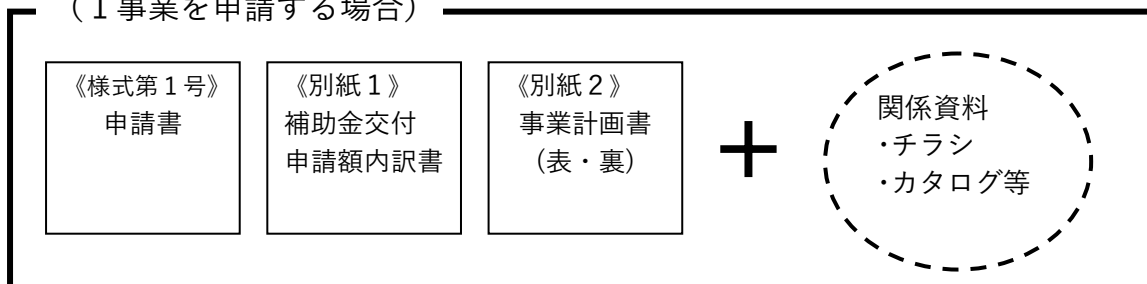 （１事業を申請する場合）
《様式第１号》
申請書
《別紙１》
補助金交付
申請額内訳書
《別紙２》
事業計画書
（表・裏）
＋
関係資料
・チラシ
・カタログ等